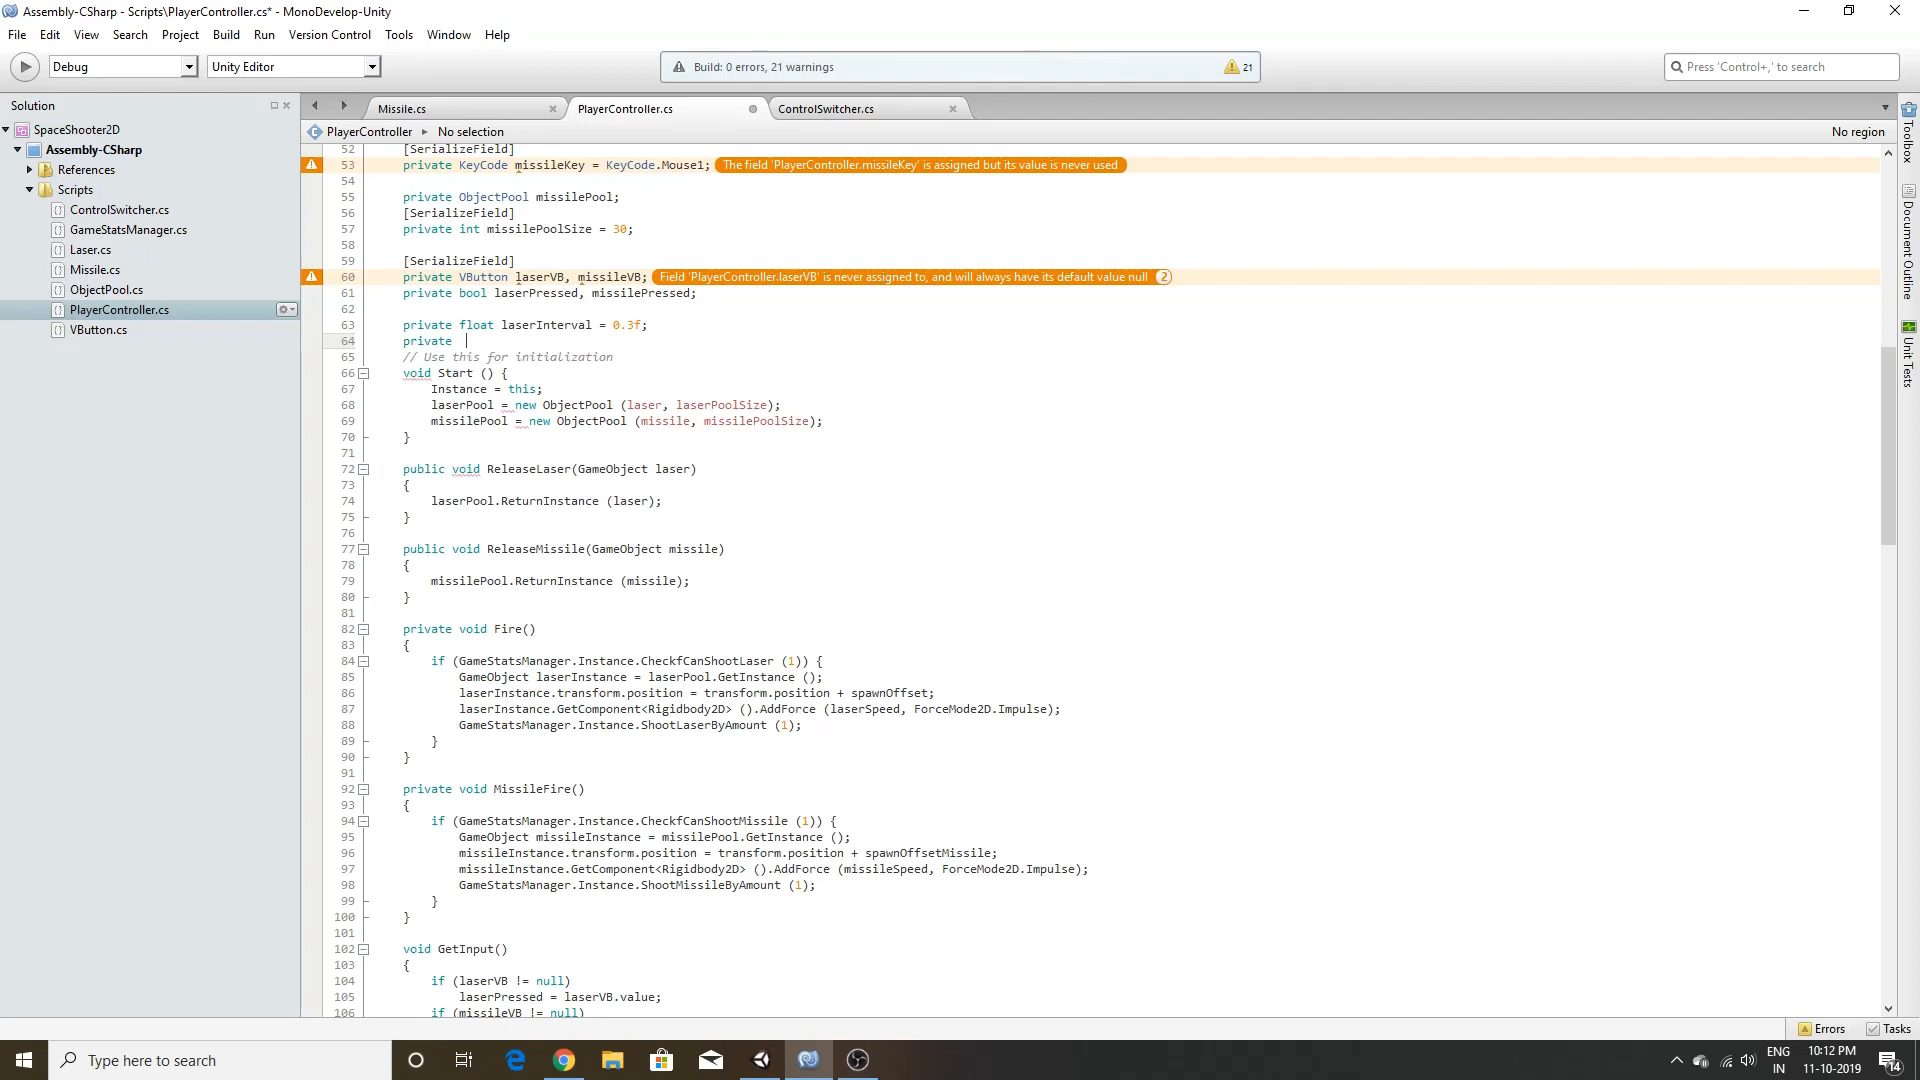 Assembly-CSharp - Scripts\PlayerController.cs* - MonoDevelop-Unity
File Edit View Search Project Build Run Version Control Tools Window Help
Debug Unity Editor Build: 0 errors, 21 warnings 21 Press 'Control+,' to search
Solution
SpaceShooter2D
Assembly-CSharp
References
Scripts
ControlSwitcher.cs
GameStatsManager.cs
Laser.cs
Missile.cs
ObjectPool.cs
PlayerController.cs
VButton.cs
Missile.cs PlayerController.cs ControlSwitcher.cs
PlayerController No selection No region
52 [SerializeField]
53 private KeyCode missileKey = KeyCode.Mouse1; The field 'PlayerController.missileKey' is assigned but its value is never used
54
55 private ObjectPool missilePool;
56 [SerializeField]
57 private int missilePoolSize = 30;
58
59 [SerializeField]
60 private VButton laserVB, missileVB; Field 'PlayerController.laserVB' is never assigned to, and will always have its default value null 2
61 private bool laserPressed, missilePressed;
62
63 private float laserInterval = 0.3f;
64 private
65 // Use this for initialization
66 void Start () {
67 Instance = this;
68 laserPool = new ObjectPool (laser, laserPoolSize);
69 missilePool = new ObjectPool (missile, missilePoolSize);
70 }
71
72 public void ReleaseLaser(GameObject laser)
73 {
74 laserPool.ReturnInstance (laser);
75 }
76
77 public void ReleaseMissile(GameObject missile)
78 {
79 missilePool.ReturnInstance (missile);
80 }
81
82 private void Fire()
83 {
84 if (GameStatsManager.Instance.CheckfCanShootLaser (1)) {
85 GameObject laserInstance = laserPool.GetInstance ();
86 laserInstance.transform.position = transform.position + spawnOffset;
87 laserInstance.GetComponent<Rigidbody2D> ().AddForce (laserSpeed, ForceMode2D.Impulse);
88 GameStatsManager.Instance.ShootLaserByAmount (1);
89 }
90 }
91
92 private void MissileFire()
93 {
94 if (GameStatsManager.Instance.CheckfCanShootMissile (1)) {
95 GameObject missileInstance = missilePool.GetInstance ();
96 missileInstance.transform.position = transform.position + spawnOffsetMissile;
97 missileInstance.GetComponent<Rigidbody2D> ().AddForce (missileSpeed, ForceMode2D.Impulse);
98 GameStatsManager.Instance.ShootMissileByAmount (1);
99 }
100 }
101
102 void GetInput()
103 {
104 if (laserVB != null)
105 laserPressed = laserVB.value;
106 if (missileVB != null)
Toolbox
Document Outline
Unit Tests
Errors Tasks
Type here to search
ENG
IN
10:12 PM
11-10-2019
14